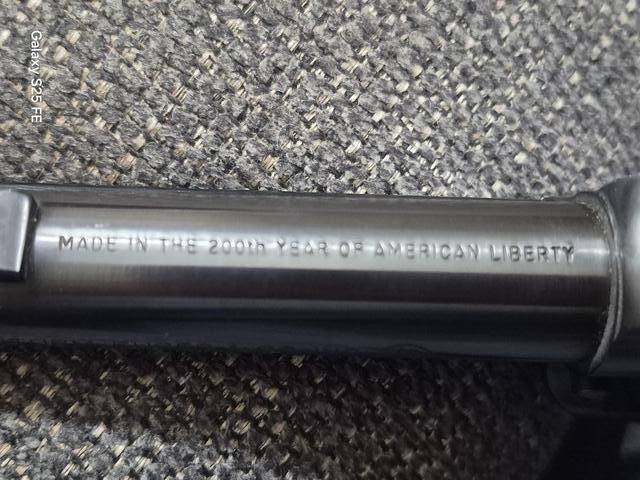 Galaxy S25 FE
MADE IN THE 200th YEAR OF AMERICAN LIBERTY